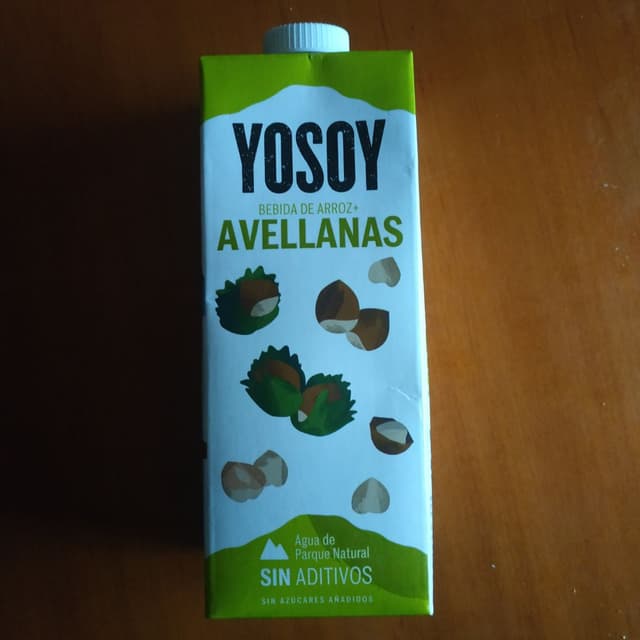 YOSOY
BEBIDA DE ARROZ+
AVELLANAS
Agua de
Parque Natural
SIN ADITIVOS
SIN AZÚCARES AÑADIDOS